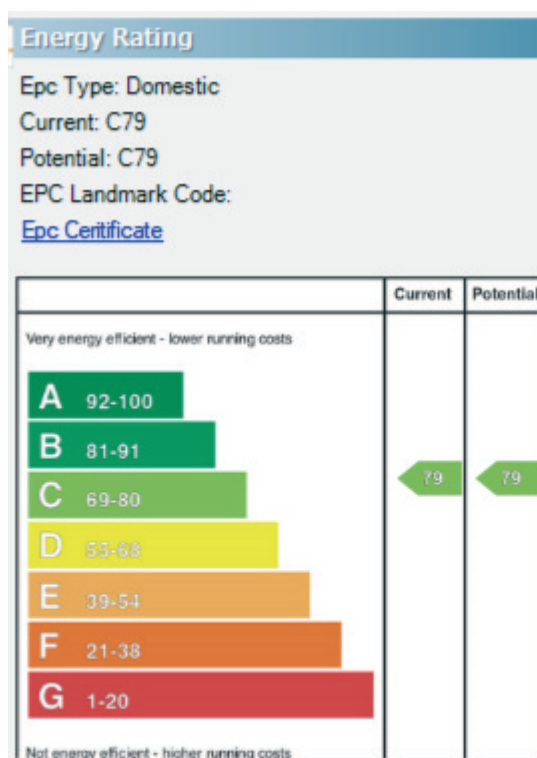 Energy Rating
Epc Type: Domestic
Current: C79
Potential: C79
EPC Landmark Code:
Epc Ceritificate
Current Potential
Very energy efficient - lower running costs
A 92-100
B 81-91
C 69-80 79 79
D 55-68
E 39-54
F 21-38
G 1-20
Not energy efficient - higher running costs